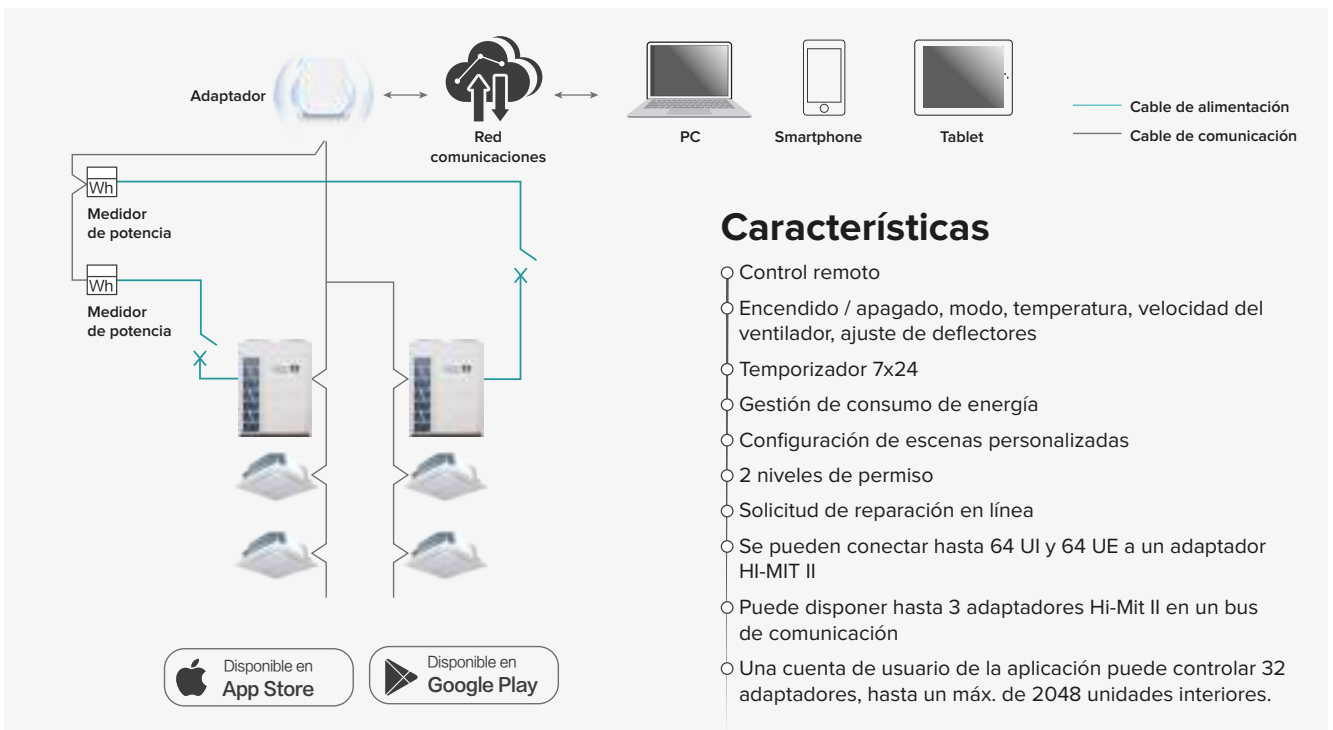 Adaptador
Red
comunicaciones
PC
Smartphone
Tablet
Cable de alimentación
Cable de comunicación
Wh
Medidor
de potencia
Wh
Medidor
de potencia
Características
Control remoto
Encendido / apagado, modo, temperatura, velocidad del
ventilador, ajuste de deflectores
Temporizador 7x24
Gestión de consumo de energía
Configuración de escenas personalizadas
2 niveles de permiso
Solicitud de reparación en línea
Se pueden conectar hasta 64 UI y 64 UE a un adaptador
HI-MIT II
Puede disponer hasta 3 adaptadores Hi-Mit II en un bus
de comunicación
Una cuenta de usuario de la aplicación puede controlar 32
adaptadores, hasta un máx. de 2048 unidades interiores.
Disponible en
App Store
Disponible en
Google Play